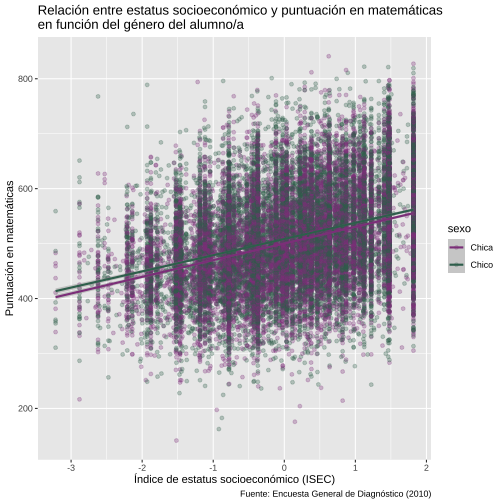 Relación entre estatus socioeconómico y puntuación en matemáticas
en función del género del alumno/a
800
600
400
200
Puntuación en matemáticas
-3 -2 -1 0 1 2
Índice de estatus socioeconómico (ISEC)
sexo
Chica
Chico
Fuente: Encuesta General de Diagnóstico (2010)